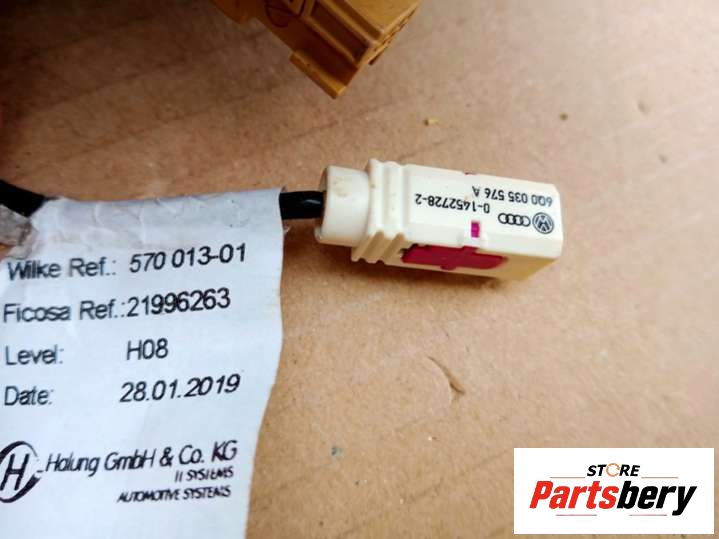 6Q0 035 576 A
0-1452728-2
Wilke Ref.: 570 013-01
Ficosa Ref.:21996263
Level: H08
Date: 28.01.2019
H
Halung GmbH & Co. KG
SYSTEMS
AUTOMOTIVE SYSTEMS
STORE
Partsbery